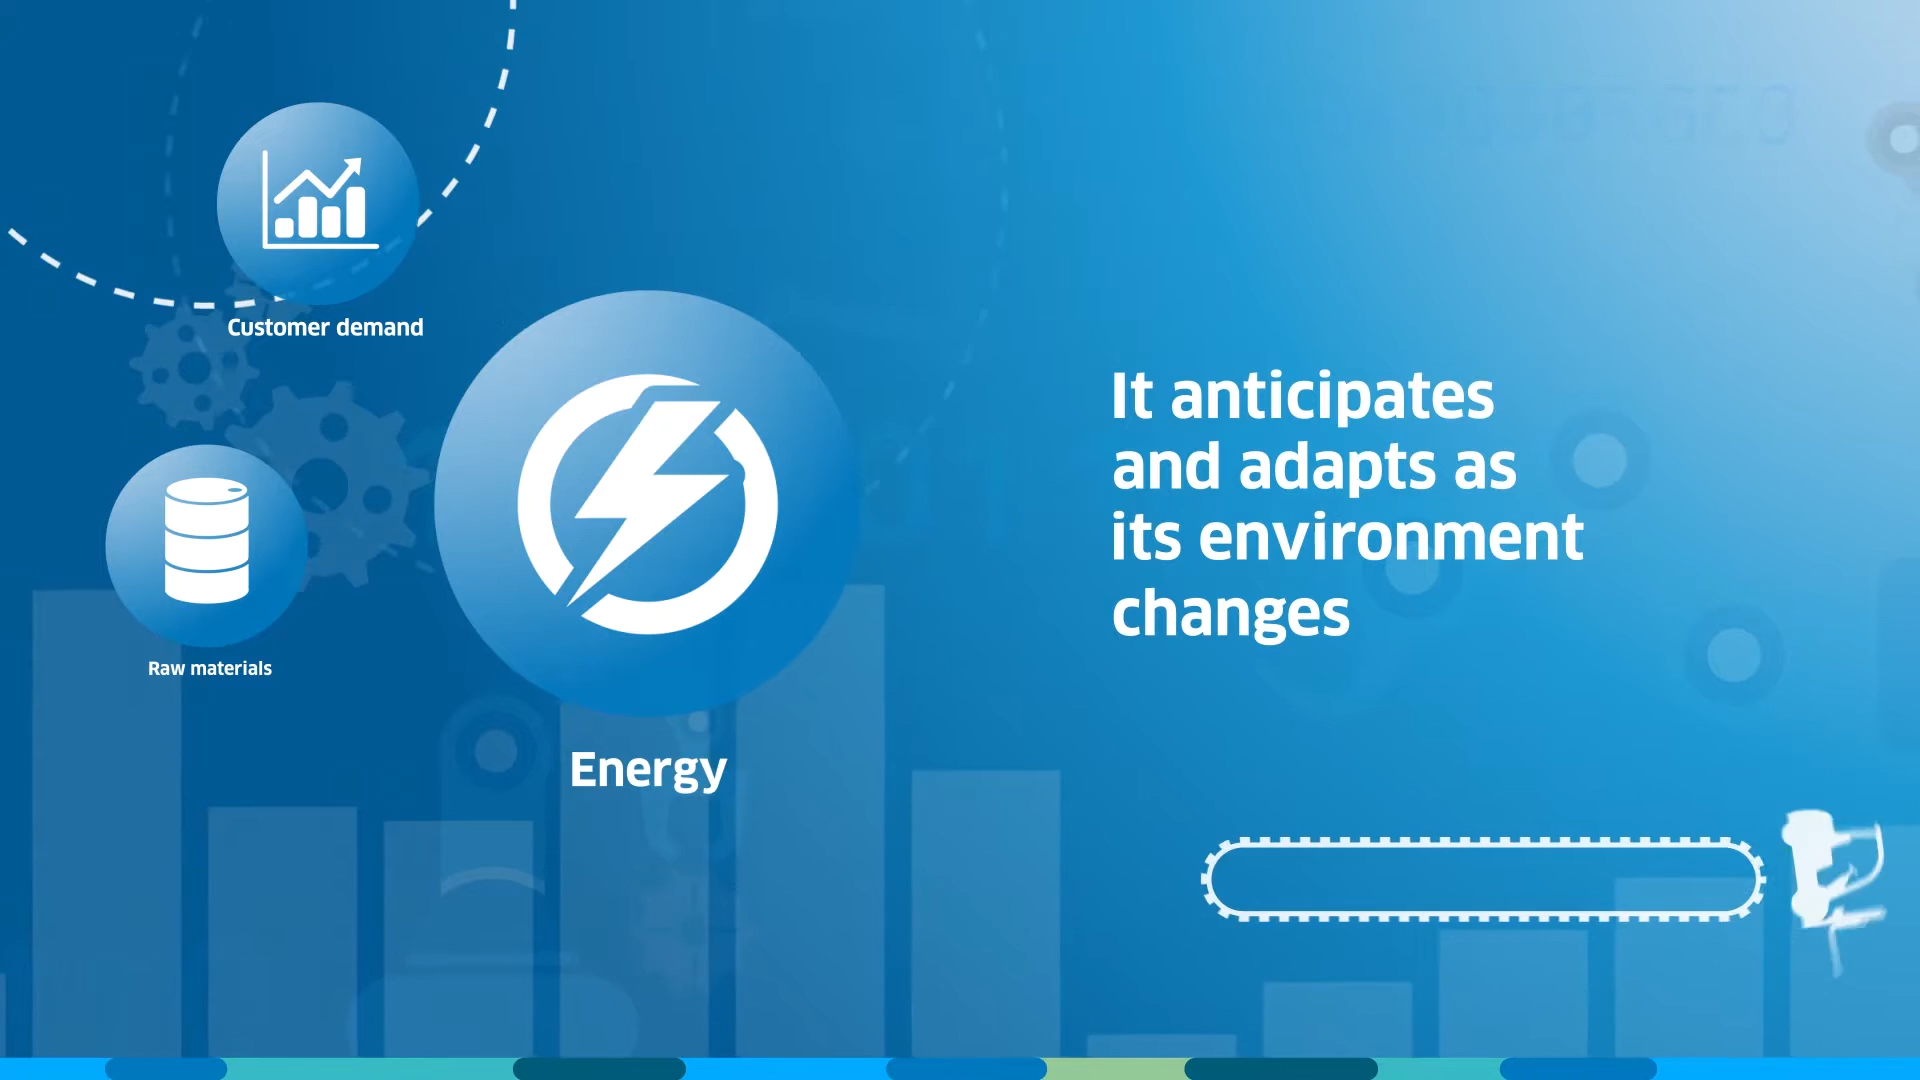 Customer demand
Raw materials
Energy
It anticipates
and adapts as
its environment
changes